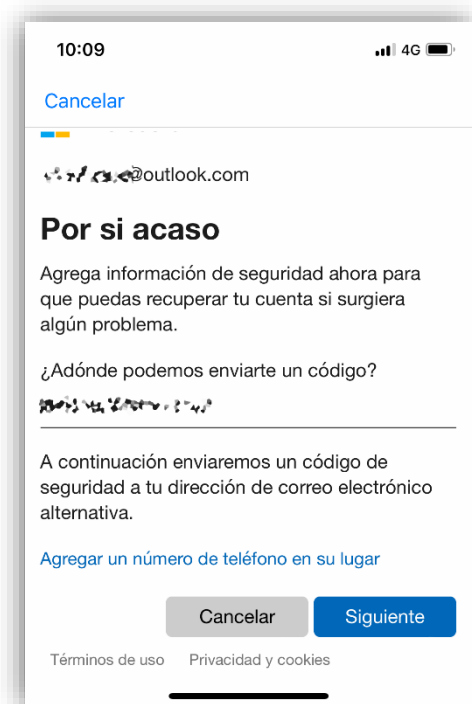 10:09
4G
Cancelar
@outlook.com
Por si acaso
Agrega información de seguridad ahora para
que puedas recuperar tu cuenta si surgiera
algún problema.
¿Adónde podemos enviarte un código?
A continuación enviaremos un código de
seguridad a tu dirección de correo electrónico
alternativa.
Agregar un número de teléfono en su lugar
Cancelar
Siguiente
Términos de uso
Privacidad y cookies